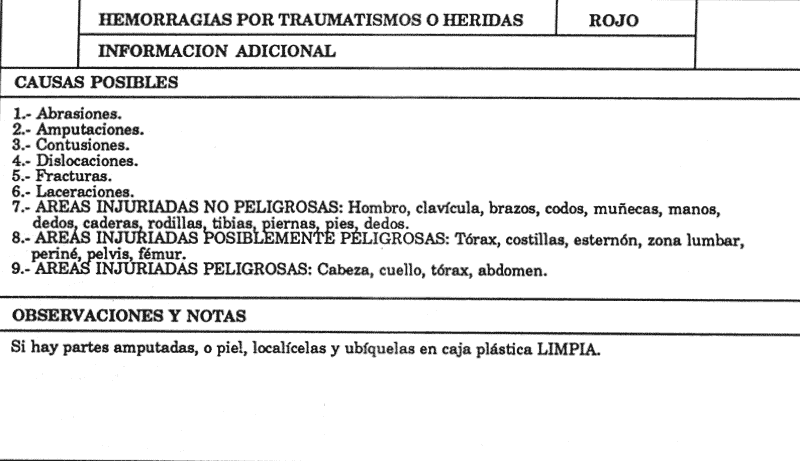 HEMORRAGIAS POR TRAUMATISMOS O HERIDAS ROJO
INFORMACION ADICIONAL
CAUSAS POSIBLES
1.- Abrasiones.
2.- Amputaciones.
3.- Contusiones.
4.- Dislocaciones.
5.- Fracturas.
6.- Laceraciones.
7.- AREAS INJURIADAS NO PELIGROSAS: Hombro, clavícula, brazos, codos, muñecas, manos,
dedos, caderas, rodillas, tibias, piernas, pies, dedos.
8.- AREAS INJURIADAS POSIBLEMENTE PELIGROSAS: Tórax, costillas, esternón, zona lumbar,
periné, pelvis, fémur.
9.- AREAS INJURIADAS PELIGROSAS: Cabeza, cuello, tórax, abdomen.
OBSERVACIONES Y NOTAS
Si hay partes amputadas, o piel, localícelas y ubíquelas en caja plástica LIMPIA.